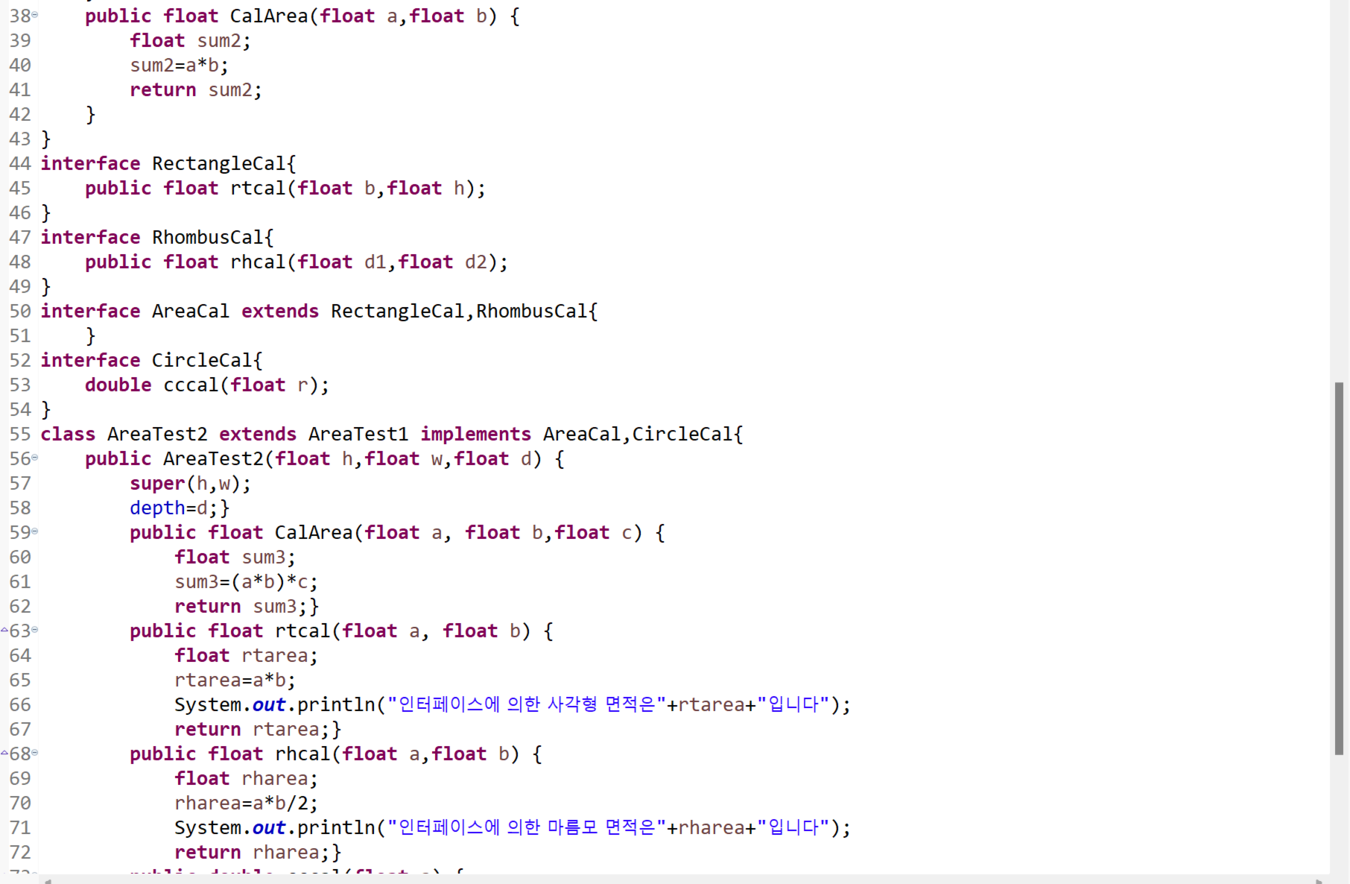 38 public float CalArea(float a,float b) {
39 float sum2;
40 sum2=a*b;
41 return sum2;
42 }
43 }
44 interface RectangleCal{
45 public float rtcal(float b,float h);
46 }
47 interface RhombusCal{
48 public float rhcal(float d1,float d2);
49 }
50 interface AreaCal extends RectangleCal,RhombusCal{
51 }
52 interface CircleCal{
53 double cccal(float r);
54 }
55 class AreaTest2 extends AreaTest1 implements AreaCal,CircleCal{
56 public AreaTest2(float h,float w,float d) {
57 super(h,w);
58 depth=d;}
59 public float CalArea(float a, float b,float c) {
60 float sum3;
61 sum3=(a*b)*c;
62 return sum3;}
63 public float rtcal(float a, float b) {
64 float rtarea;
65 rtarea=a*b;
66 System.out.println("인터페이스에 의한 사각형 면적은"+rtarea+"입니다");
67 return rtarea;}
68 public float rhcal(float a,float b) {
69 float rharea;
70 rharea=a*b/2;
71 System.out.println("인터페이스에 의한 마름모 면적은"+rharea+"입니다");
72 return rharea;}